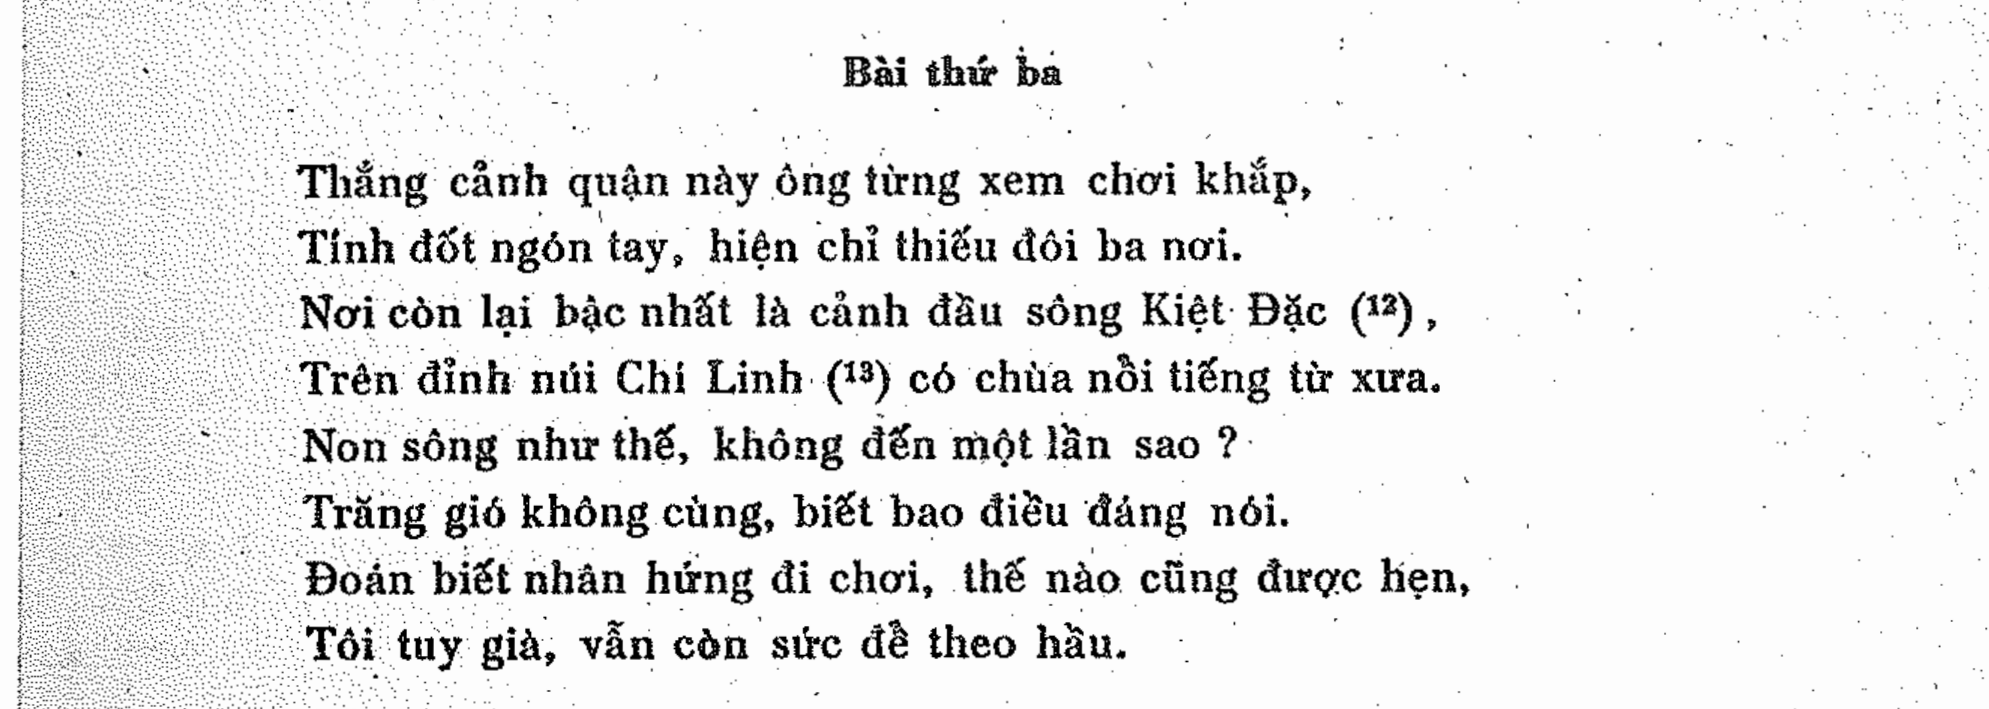 Bài thứ ba
Thắng cảnh quận này ông từng xem chơi khắp,
Tính đốt ngón tay, hiện chỉ thiếu đôi ba nơi.
Nơi còn lại bậc nhất là cảnh đầu sông Kiệt Đặc (¹²),
Trên đỉnh núi Chí Linh (¹³) có chùa nổi tiếng từ xưa.
Non sông như thế, không đến một lần sao ?
Trăng gió không cùng, biết bao điều đáng nói.
Đoán biết nhân hứng đi chơi, thế nào cũng được hẹn,
Tôi tuy già, vẫn còn sức để theo hầu.